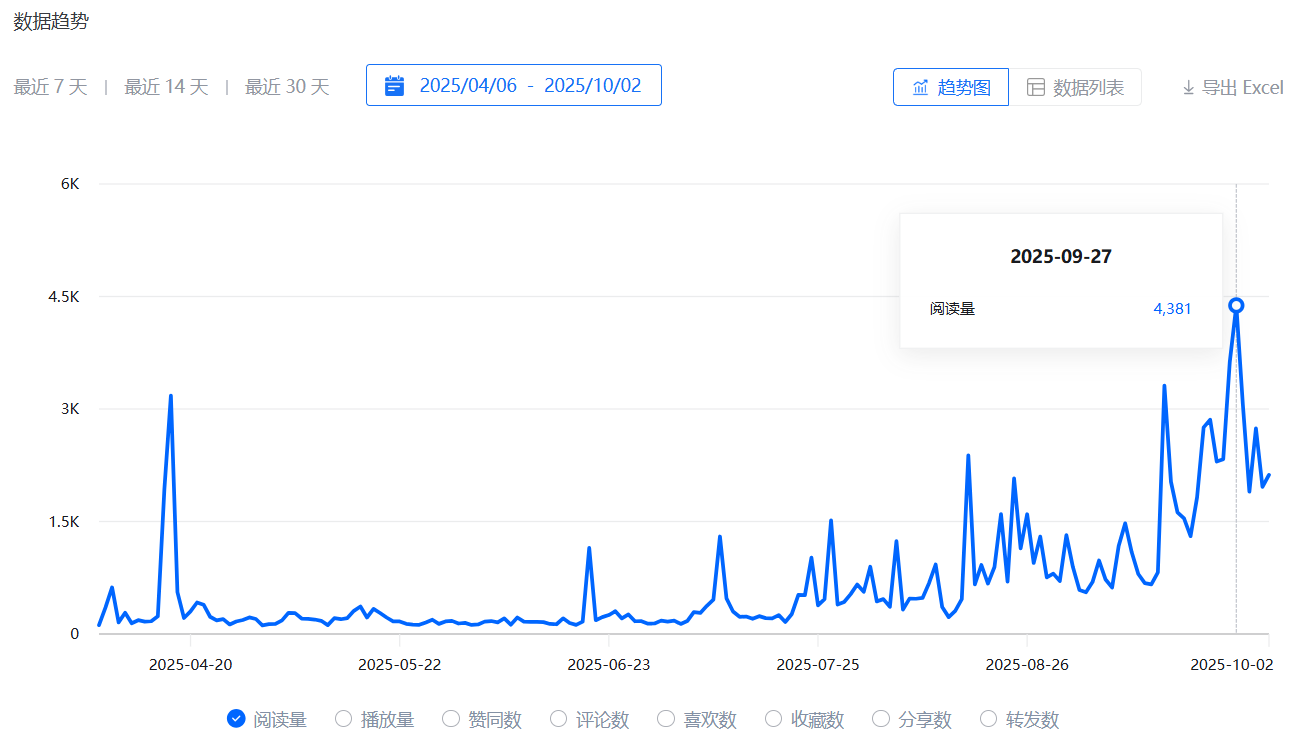 数据趋势
最近 7 天 | 最近 14 天 | 最近 30 天 2025/04/06 - 2025/10/02 趋势图 数据列表 导出 Excel
6K
2025-09-27
4.5K
阅读量 4,381
3K
1.5K
0
2025-04-20 2025-05-22 2025-06-23 2025-07-25 2025-08-26 2025-10-02
阅读量 播放量 赞同数 评论数 喜欢数 收藏数 分享数 转发数